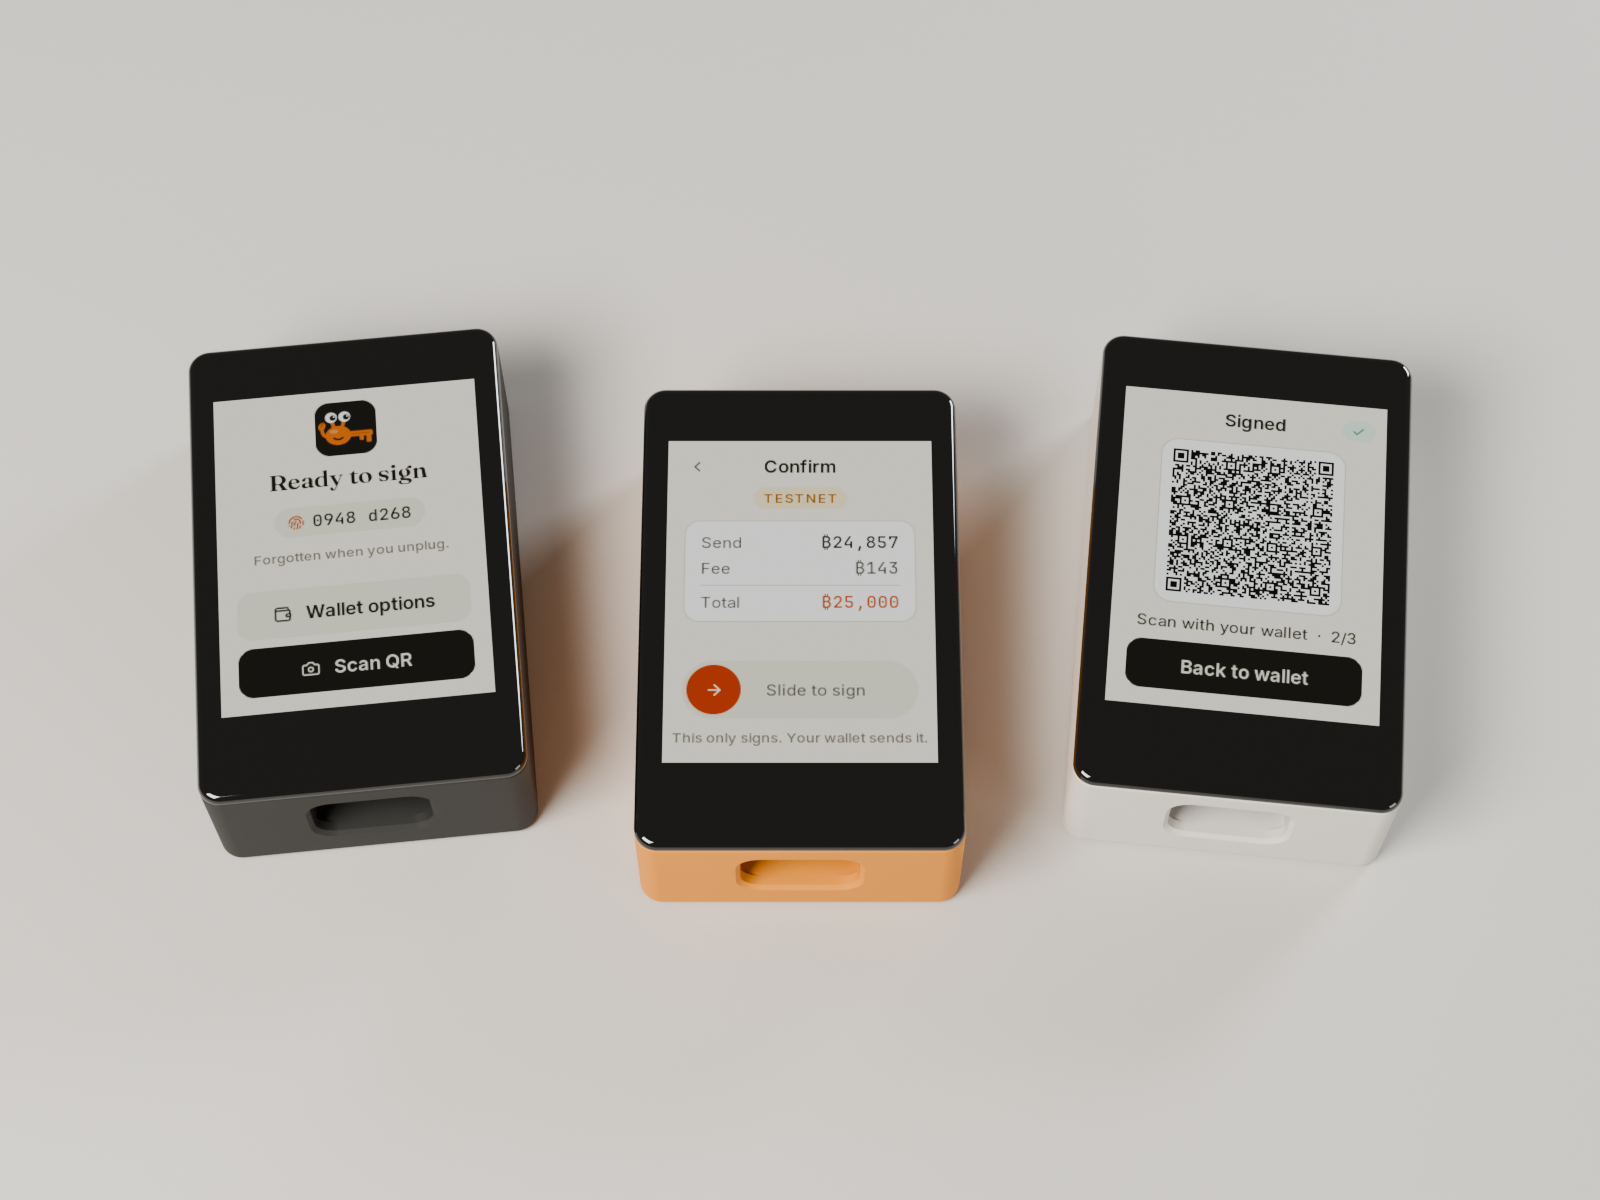 Ready to sign
0948 d268
Forgotten when you unplug.
Wallet options
Scan QR
Confirm
TESTNET
Send ₿24,857
Fee ₿143
Total ₿25,000
Slide to sign
This only signs. Your wallet sends it.
Signed
Scan with your wallet · 2/3
Back to wallet